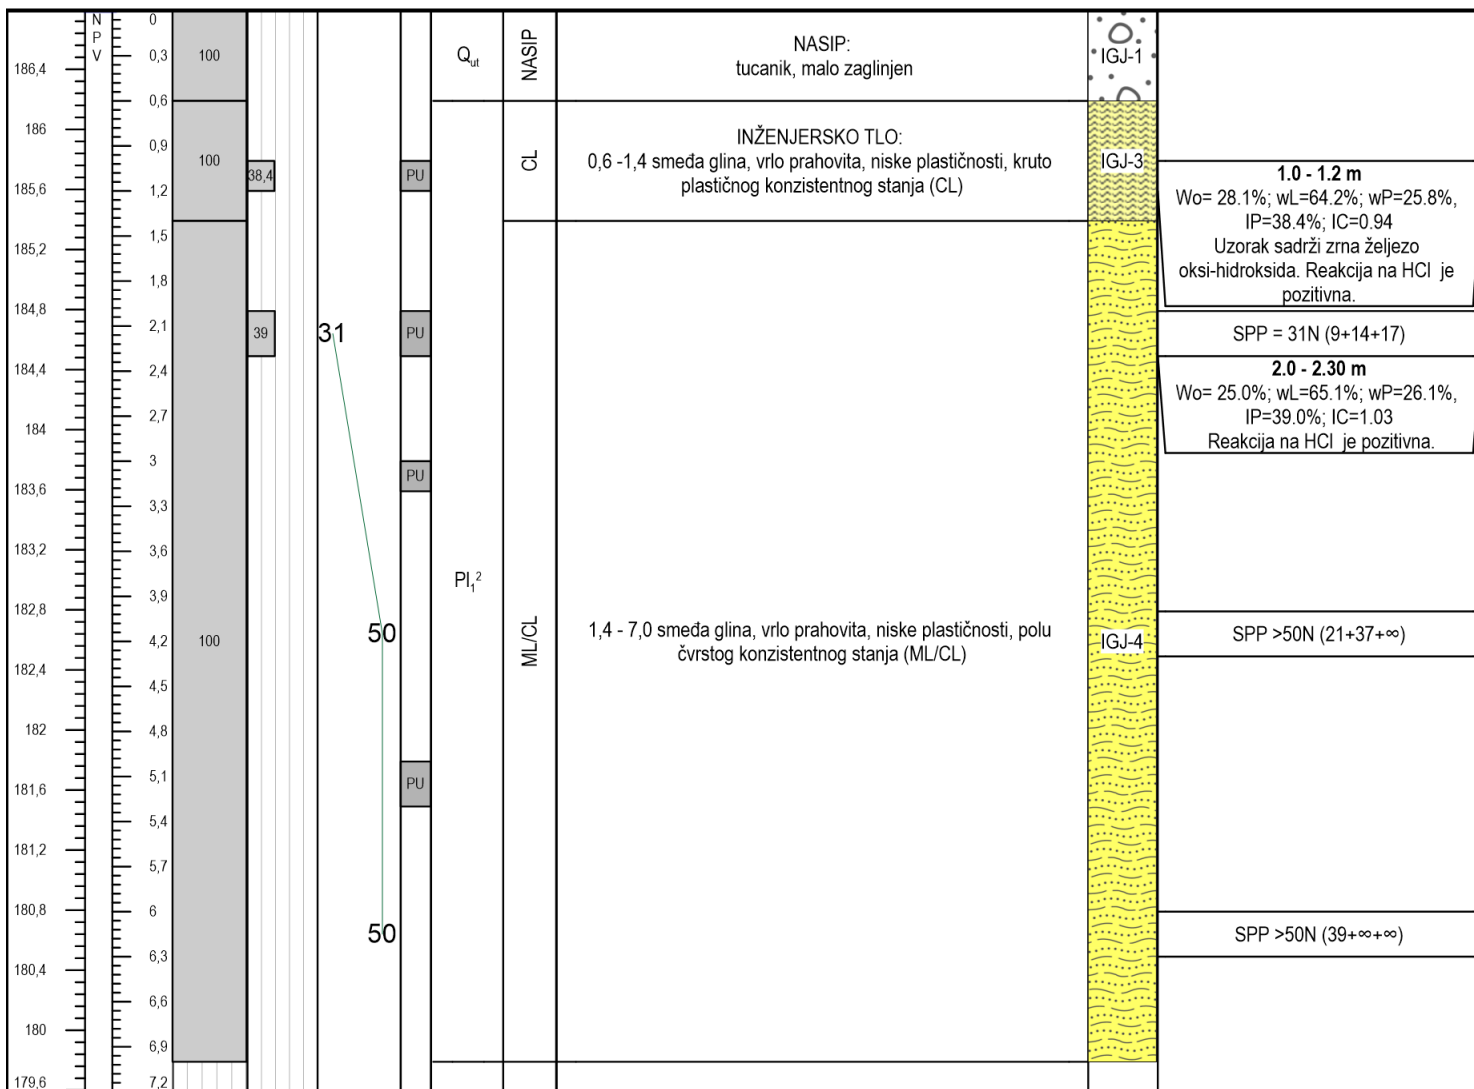 N
P
V
186,4
186
185,6
185,2
184,8
184,4
184
183,6
183,2
182,8
182,4
182
181,6
181,2
180,8
180,4
180
179,6
0
0,3
0,6
0,9
1,2
1,5
1,8
2,1
2,4
2,7
3
3,3
3,6
3,9
4,2
4,5
4,8
5,1
5,4
5,7
6
6,3
6,6
6,9
7,2
100
100
100
38,4
39
31
50
50
PU
PU
PU
PU
Qut
Pl₁²
NASIP
CL
ML/CL
NASIP:
tucanik, malo zaglinjen
INŽENJERSKO TLO:
0,6 -1,4 smeđa glina, vrlo prahovita, niske plastičnosti, kruto
plastičnog konzistentnog stanja (CL)
1,4 - 7,0 smeđa glina, vrlo prahovita, niske plastičnosti, polu
čvrstog konzistentnog stanja (ML/CL)
IGJ-1
IGJ-3
IGJ-4
1.0 - 1.2 m
Wo= 28.1%; wL=64.2%; wP=25.8%,
IP=38.4%; IC=0.94
Uzorak sadrži zrna željezo
oksi-hidroksida. Reakcija na HCl je
pozitivna.
SPP = 31N (9+14+17)
2.0 - 2.30 m
Wo= 25.0%; wL=65.1%; wP=26.1%,
IP=39.0%; IC=1.03
Reakcija na HCl je pozitivna.
SPP >50N (21+37+∞)
SPP >50N (39+∞+∞)